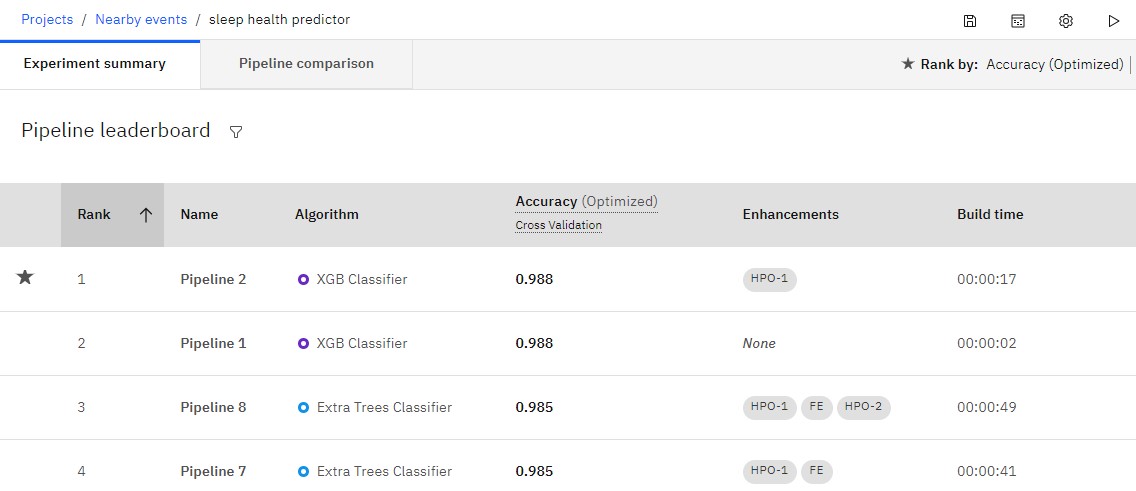 Projects / Nearby events / sleep health predictor
Experiment summary
Pipeline comparison
★ Rank by: Accuracy (Optimized)
Pipeline leaderboard
Rank ↑ Name Algorithm Accuracy (Optimized) Enhancements Build time
Cross Validation
★ 1 Pipeline 2 XGB Classifier 0.988 HPO-1 00:00:17
2 Pipeline 1 XGB Classifier 0.988 None 00:00:02
3 Pipeline 8 Extra Trees Classifier 0.985 HPO-1 FE HPO-2 00:00:49
4 Pipeline 7 Extra Trees Classifier 0.985 HPO-1 FE 00:00:41